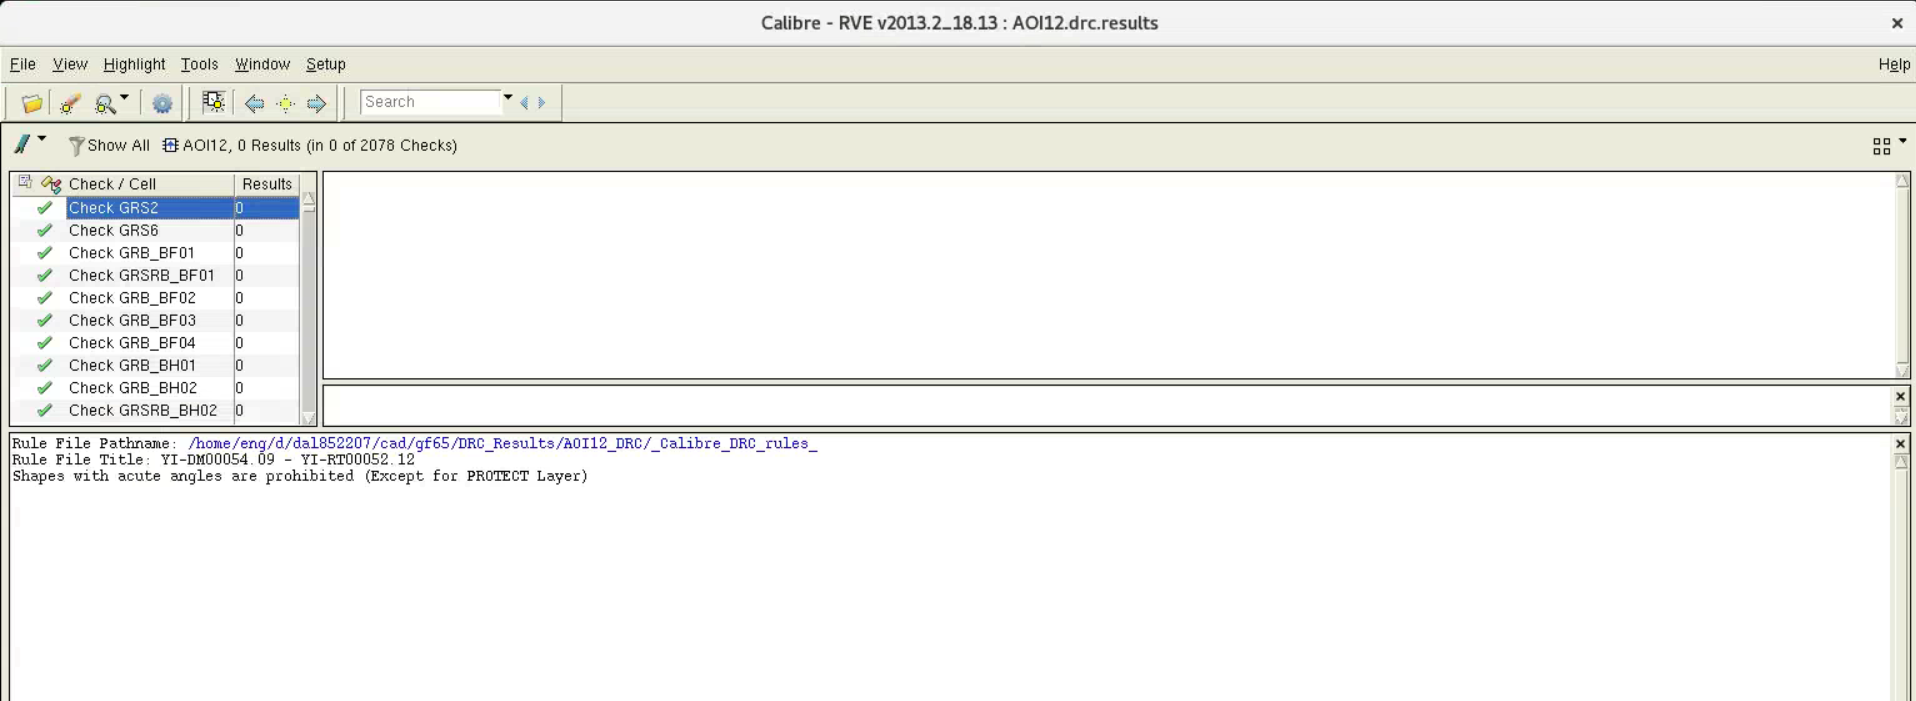 Calibre - RVE v2013.2_18.13 : AOI12.drc.results
File View Highlight Tools Window Setup Help
Search
Show All AOI12, 0 Results (in 0 of 2078 Checks)
Check / Cell Results
Check GRS2 0
Check GRS6 0
Check GRB_BF01 0
Check GRSRB_BF01 0
Check GRB_BF02 0
Check GRB_BF03 0
Check GRB_BF04 0
Check GRB_BH01 0
Check GRB_BH02 0
Check GRSRB_BH02 0
Rule File Pathname: /home/eng/d/dal852207/cad/gf65/DRC_Results/AOI12_DRC/_Calibre_DRC_rules_
Rule File Title: YI-DM00054.09 - YI-RT00052.12
Shapes with acute angles are prohibited (Except for PROTECT Layer)